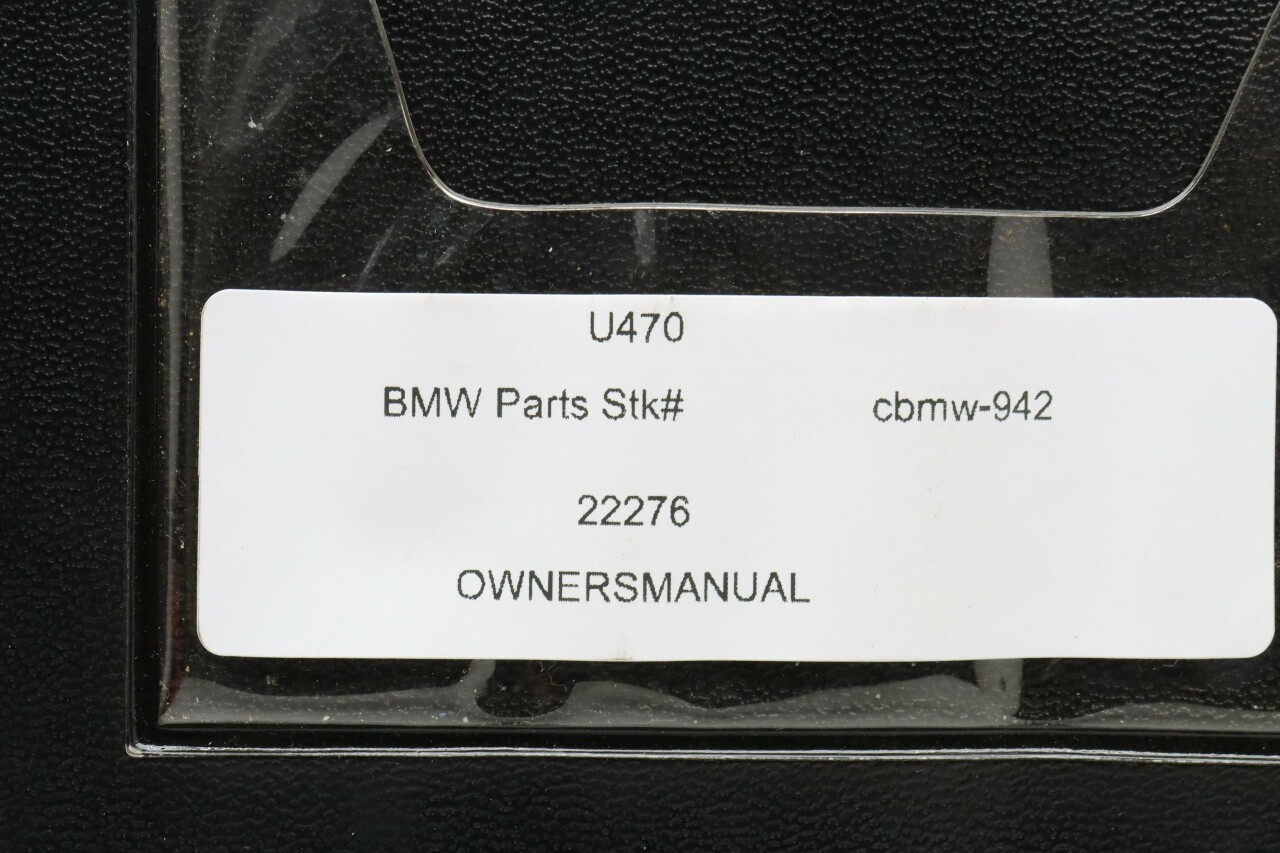 U470
BMW Parts Stk# cbmw-942
22276
OWNERSMANUAL